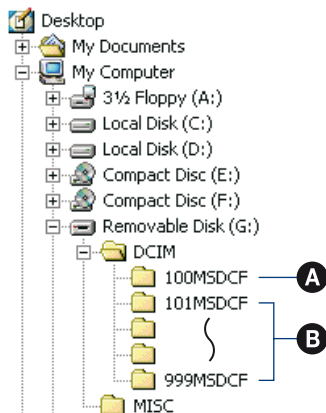 Desktop
My Documents
My Computer
3½ Floppy (A:)
Local Disk (C:)
Local Disk (D:)
Compact Disc (E:)
Compact Disc (F:)
Removable Disk (G:)
DCIM
100MSDCF A
101MSDCF
B
999MSDCF
MISC